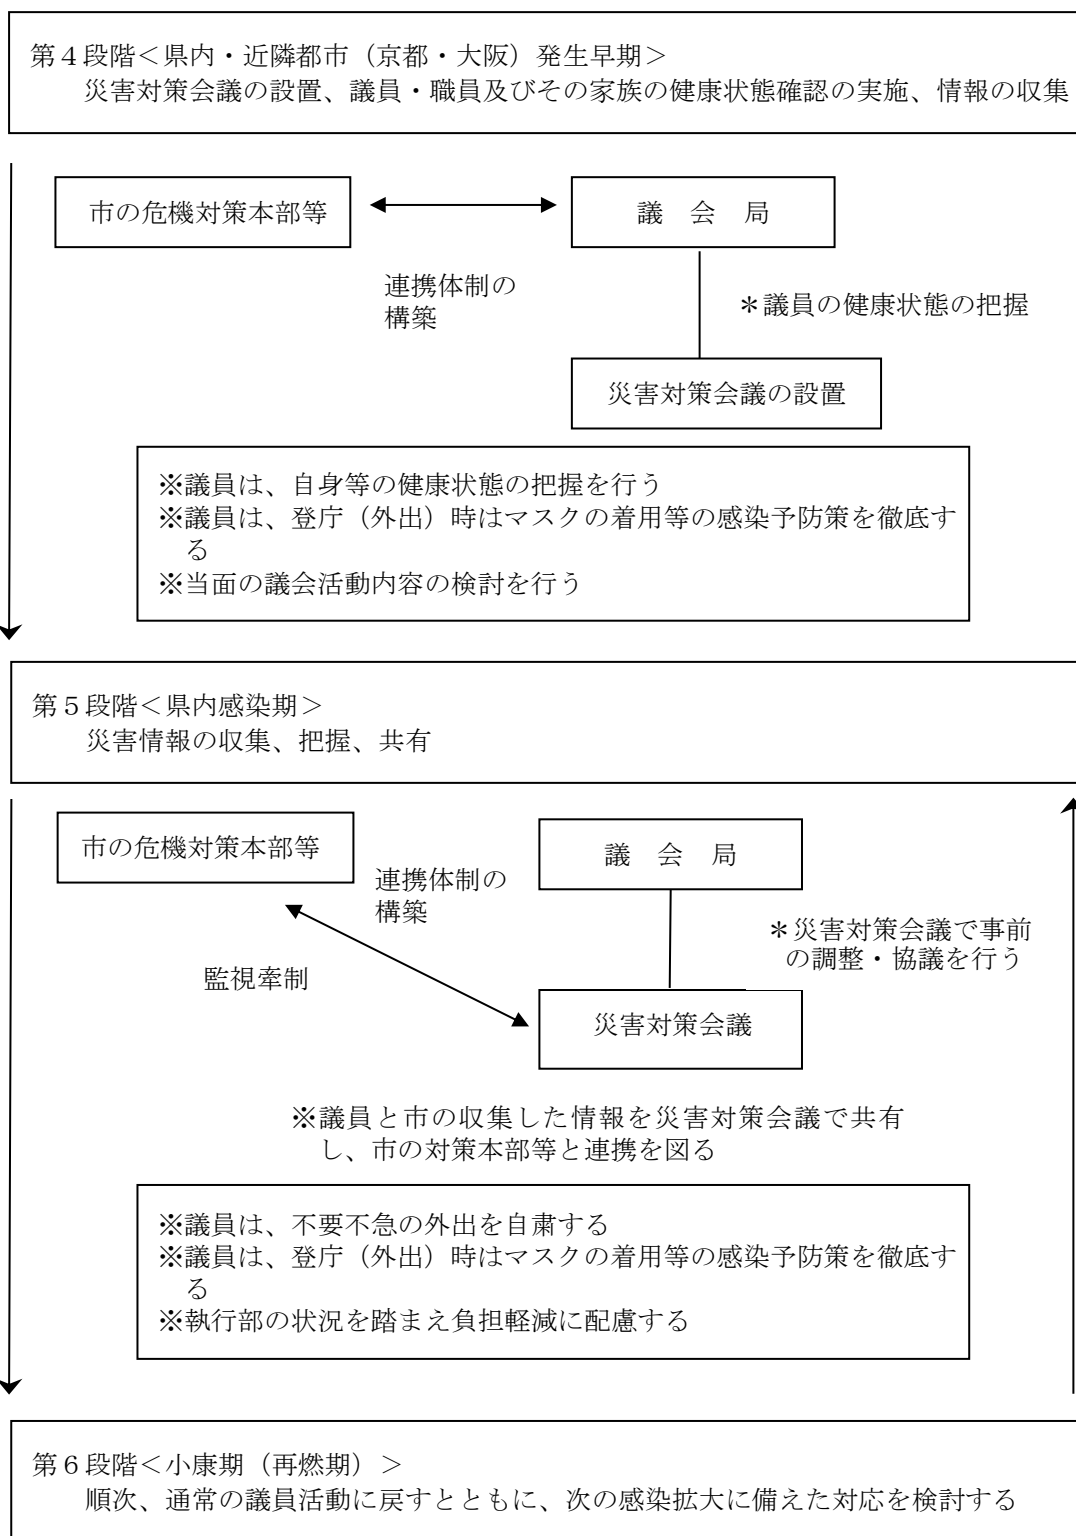 第４段階＜県内・近隣都市（京都・大阪）発生早期＞
災害対策会議の設置、議員・職員及びその家族の健康状態確認の実施、情報の収集
市の危機対策本部等
議　会　局
連携体制の
構築
＊議員の健康状態の把握
災害対策会議の設置
※議員は、自身等の健康状態の把握を行う
※議員は、登庁（外出）時はマスクの着用等の感染予防策を徹底す
る
※当面の議会活動内容の検討を行う
第５段階＜県内感染期＞
災害情報の収集、把握、共有
市の危機対策本部等
議　会　局
連携体制の
構築
＊災害対策会議で事前
の調整・協議を行う
監視牽制
災害対策会議
※議員と市の収集した情報を災害対策会議で共有
し、市の対策本部等と連携を図る
※議員は、不要不急の外出を自粛する
※議員は、登庁（外出）時はマスクの着用等の感染予防策を徹底す
る
※執行部の状況を踏まえ負担軽減に配慮する
第６段階＜小康期（再燃期）＞
順次、通常の議員活動に戻すとともに、次の感染拡大に備えた対応を検討する